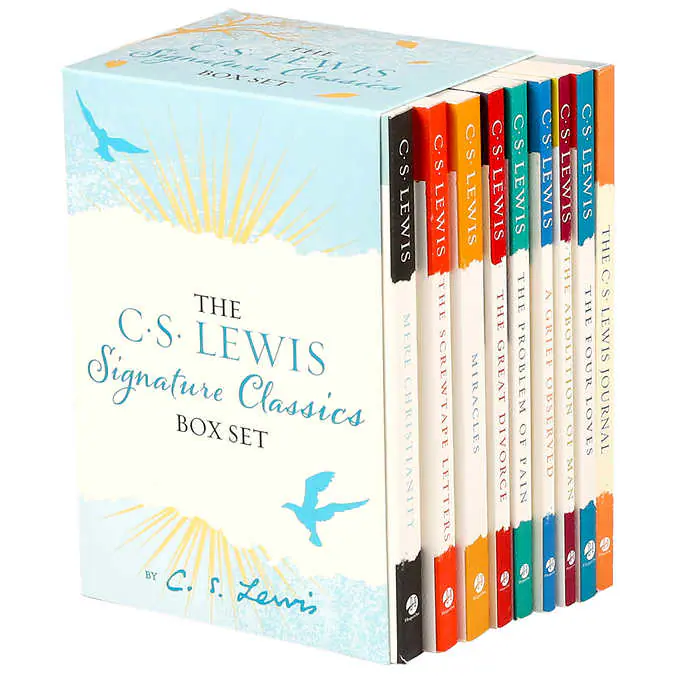 THE
C.S. LEWIS
Signature Classics
BOX SET
THE
C.S. LEWIS
Signature Classics
BOX SET
BY C. S. Lewis
C.S. LEWIS MERE CHRISTIANITY
C.S. LEWIS THE SCREWTAPE LETTERS
C.S. LEWIS MIRACLES
C.S. LEWIS THE GREAT DIVORCE
C.S. LEWIS THE PROBLEM OF PAIN
C.S. LEWIS A GRIEF OBSERVED
C.S. LEWIS THE ABOLITION OF MAN
C.S. LEWIS THE FOUR LOVES
THE C.S. LEWIS JOURNAL